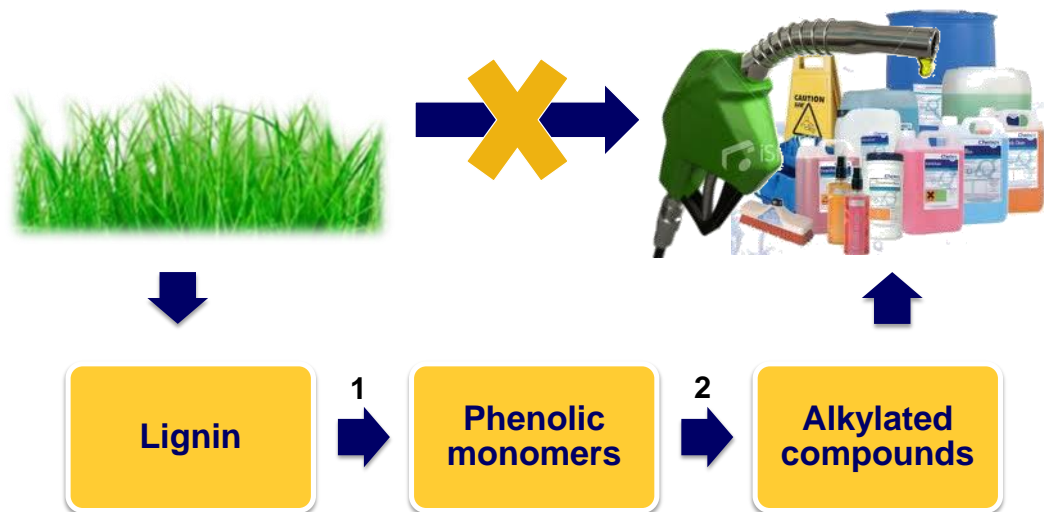 CAUTION
1
2
Lignin
Phenolic
monomers
Alkylated
compounds